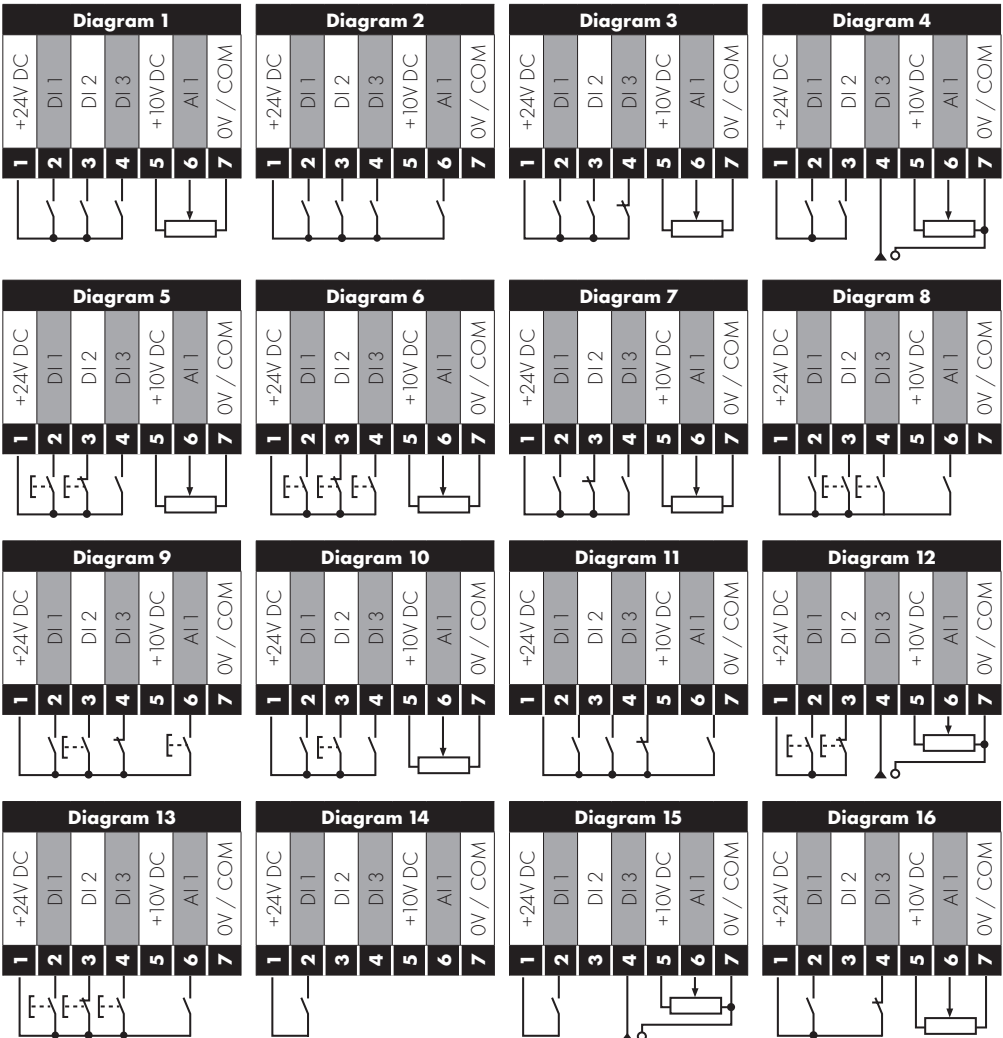 Diagram 1
+24V DC
DI 1
DI 2
DI 3
+10V DC
AI 1
0V / COM
1 2 3 4 5 6 7
Diagram 2
+24V DC
DI 1
DI 2
DI 3
+10V DC
AI 1
0V / COM
1 2 3 4 5 6 7
Diagram 3
+24V DC
DI 1
DI 2
DI 3
+10V DC
AI 1
0V / COM
1 2 3 4 5 6 7
Diagram 4
+24V DC
DI 1
DI 2
DI 3
+10V DC
AI 1
0V / COM
1 2 3 4 5 6 7
Diagram 5
+24V DC
DI 1
DI 2
DI 3
+10V DC
AI 1
0V / COM
1 2 3 4 5 6 7
Diagram 6
+24V DC
DI 1
DI 2
DI 3
+10V DC
AI 1
0V / COM
1 2 3 4 5 6 7
Diagram 7
+24V DC
DI 1
DI 2
DI 3
+10V DC
AI 1
0V / COM
1 2 3 4 5 6 7
Diagram 8
+24V DC
DI 1
DI 2
DI 3
+10V DC
AI 1
0V / COM
1 2 3 4 5 6 7
Diagram 9
+24V DC
DI 1
DI 2
DI 3
+10V DC
AI 1
0V / COM
1 2 3 4 5 6 7
Diagram 10
+24V DC
DI 1
DI 2
DI 3
+10V DC
AI 1
0V / COM
1 2 3 4 5 6 7
Diagram 11
+24V DC
DI 1
DI 2
DI 3
+10V DC
AI 1
0V / COM
1 2 3 4 5 6 7
Diagram 12
+24V DC
DI 1
DI 2
DI 3
+10V DC
AI 1
0V / COM
1 2 3 4 5 6 7
Diagram 13
+24V DC
DI 1
DI 2
DI 3
+10V DC
AI 1
0V / COM
1 2 3 4 5 6 7
Diagram 14
+24V DC
DI 1
DI 2
DI 3
+10V DC
AI 1
0V / COM
1 2 3 4 5 6 7
Diagram 15
+24V DC
DI 1
DI 2
DI 3
+10V DC
AI 1
0V / COM
1 2 3 4 5 6 7
Diagram 16
+24V DC
DI 1
DI 2
DI 3
+10V DC
AI 1
0V / COM
1 2 3 4 5 6 7